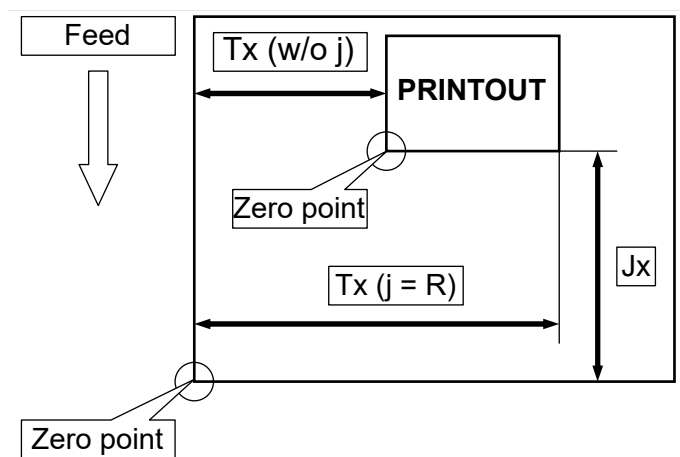 Feed
Tx (w/o j)
PRINTOUT
Zero point
Jx
Tx (j = R)
Zero point